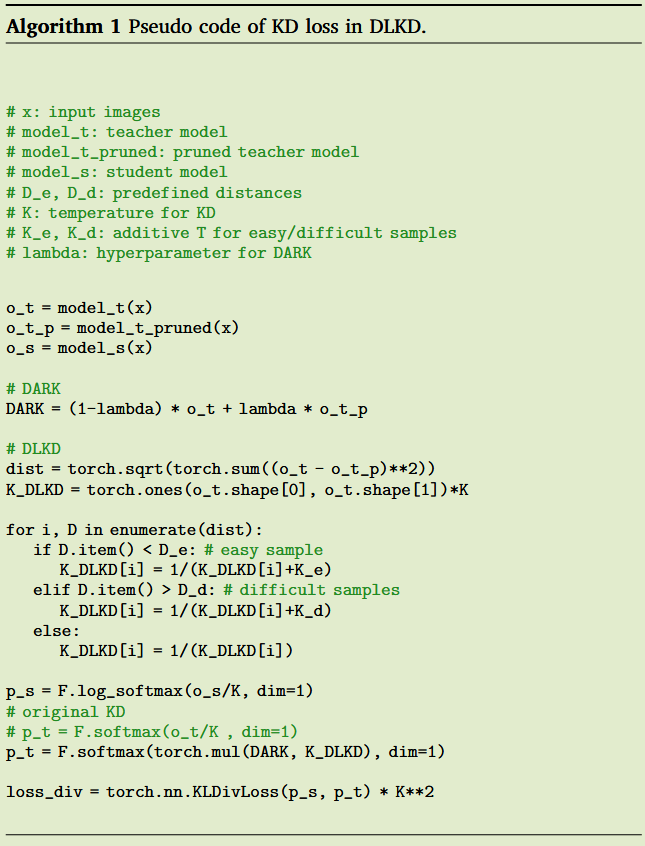 Algorithm 1 Pseudo code of KD loss in DLKD.
# x: input images
# model_t: teacher model
# model_t_pruned: pruned teacher model
# model_s: student model
# D_e, D_d: predefined distances
# K: temperature for KD
# K_e, K_d: additive T for easy/difficult samples
# lambda: hyperparameter for DARK
o_t = model_t(x)
o_t_p = model_t_pruned(x)
o_s = model_s(x)
# DARK
DARK = (1-lambda) * o_t + lambda * o_t_p
# DLKD
dist = torch.sqrt(torch.sum((o_t - o_t_p)**2))
K_DLKD = torch.ones(o_t.shape[0], o_t.shape[1])*K
for i, D in enumerate(dist):
if D.item() < D_e: # easy sample
K_DLKD[i] = 1/(K_DLKD[i]+K_e)
elif D.item() > D_d: # difficult samples
K_DLKD[i] = 1/(K_DLKD[i]+K_d)
else:
K_DLKD[i] = 1/(K_DLKD[i])
p_s = F.log_softmax(o_s/K, dim=1)
# original KD
# p_t = F.softmax(o_t/K , dim=1)
p_t = F.softmax(torch.mul(DARK, K_DLKD), dim=1)
loss_div = torch.nn.KLDivLoss(p_s, p_t) * K**2